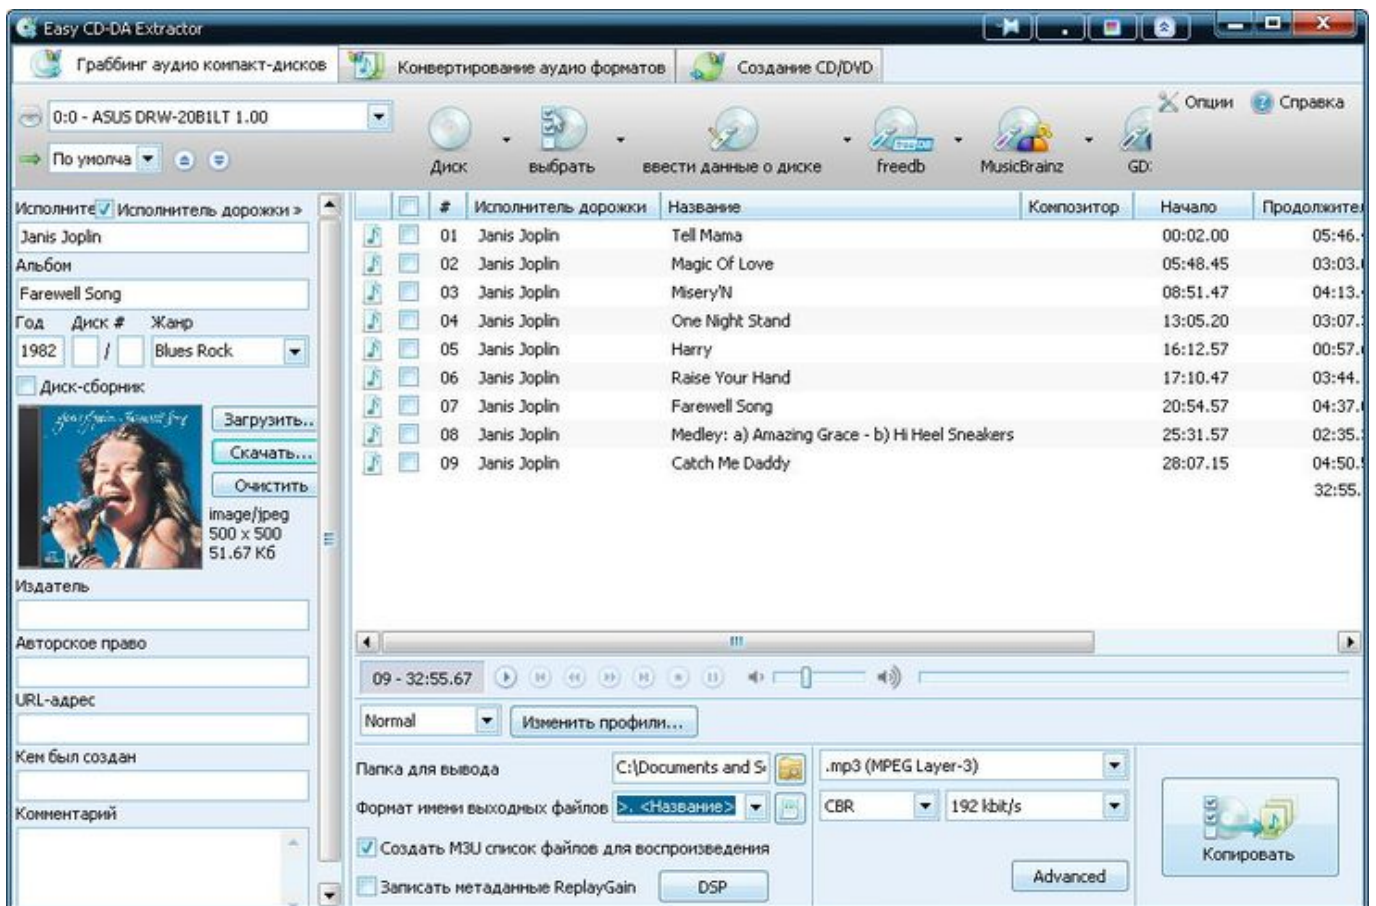 Easy CD-DA Extractor
Граббинг аудио компакт-дисков Конвертирование аудио форматов Создание CD/DVD
0:0 - ASUS DRW-20B1LT 1.00
Опции Справка
По умолча
Диск выбрать ввести данные о диске freedb MusicBrainz GD
Исполните Исполнитель дорожки »
Janis Joplin
Альбом
Farewell Song
Год Диск # Жанр
1982 / Blues Rock
Диск-сборник
Загрузить..
Скачать...
Очистить
image/jpeg
500 x 500
51.67 Кб
Издатель
Авторское право
URL-адрес
Кем был создан
Комментарий
# Исполнитель дорожки Название Композитор Начало Продолжител
01 Janis Joplin Tell Mama 00:02.00 05:46.
02 Janis Joplin Magic Of Love 05:48.45 03:03.
03 Janis Joplin Misery'N 08:51.47 04:13.
04 Janis Joplin One Night Stand 13:05.20 03:07.
05 Janis Joplin Harry 16:12.57 00:57.
06 Janis Joplin Raise Your Hand 17:10.47 03:44.
07 Janis Joplin Farewell Song 20:54.57 04:37.
08 Janis Joplin Medley: a) Amazing Grace - b) Hi Heel Sneakers 25:31.57 02:35.
09 Janis Joplin Catch Me Daddy 28:07.15 04:50.
32:55.
09 - 32:55.67
Normal Изменить профили...
Папка для вывода C:\Documents and S
.mp3 (MPEG Layer-3)
Формат имени выходных файлов >. <Название>
CBR 192 kbit/s
Создать M3U список файлов для воспроизведения
Записать метаданные ReplayGain DSP
Advanced
Копировать